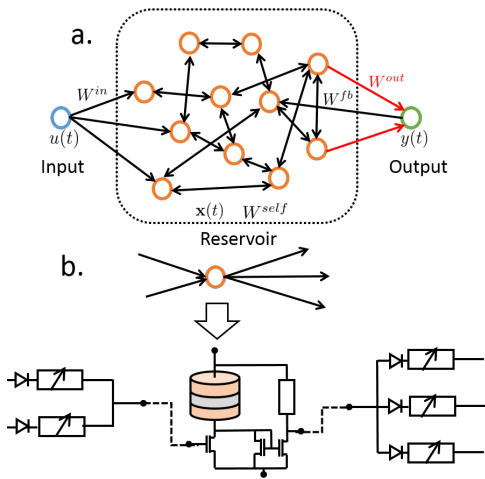 a.
W^{in}
W^{out}
W^{fb}
u(t)
y(t)
Input
Output
x(t) W^{self}
Reservoir
b.